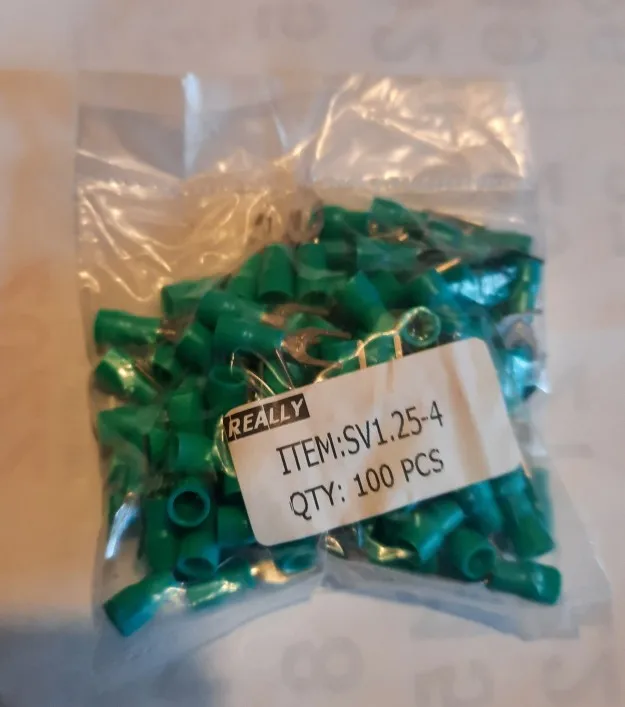 REALLY
ITEM:SV1.25-4
QTY: 100 PCS